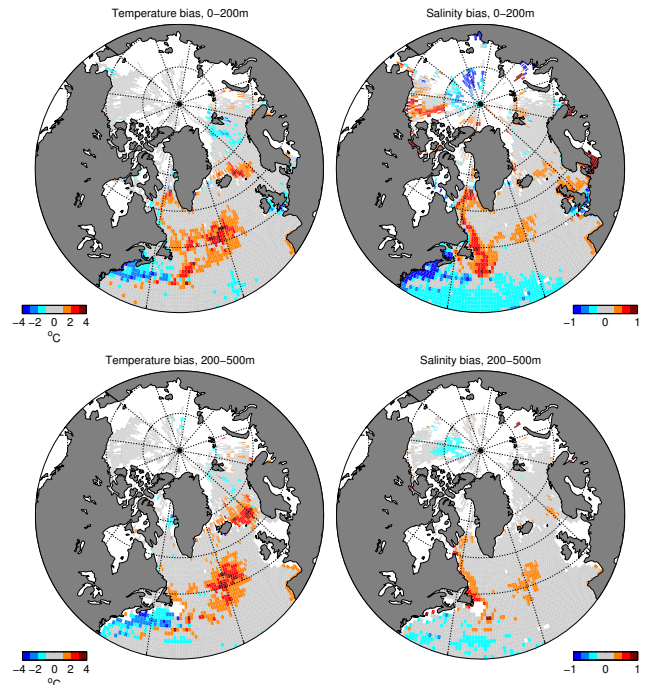 Temperature bias, 0−200m
Salinity bias, 0−200m
−4 −2 0 2 4
°C
−1 0 1
Temperature bias, 200−500m
Salinity bias, 200−500m
−4 −2 0 2 4
°C
−1 0 1